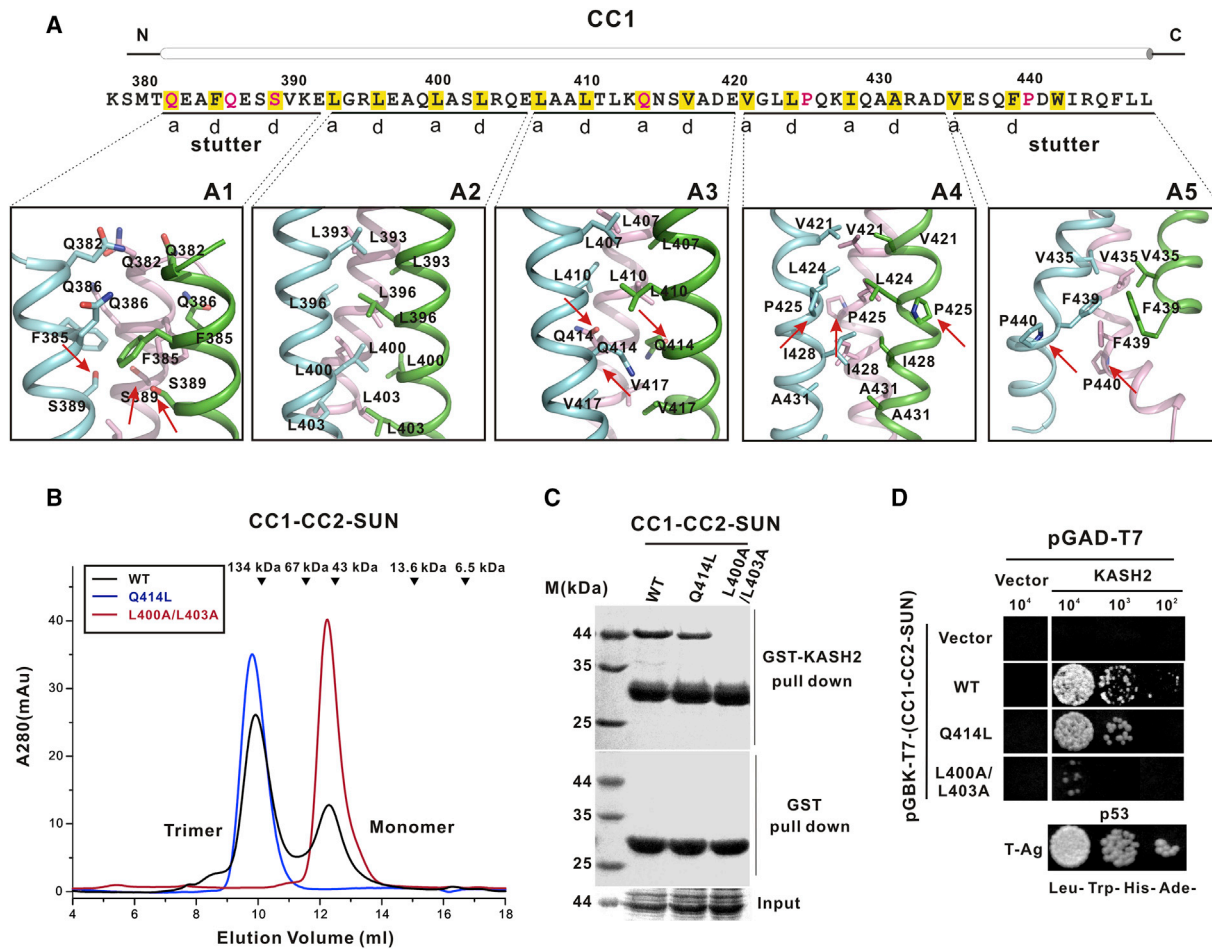 A
CC1
N
C
380 390 400 410 420 430 440
KSMTQEAFQESSVKELGRLEAQLASLRQELAALTLKQNSVADEVGLLPQKIQAARADVESQFPDWIRQFLL
a d a d a d a d a d a d a d a d
stutter stutter
A1
Q382
Q382
Q382
Q386
Q386
Q386
F385
F385
S389
S389
A2
L393
L393
L393
L396
L396
L400
L400
L403
L403
A3
L407
L407
L407
L410
L410
L410
Q414
Q414
Q414
V417
V417
V417
A4
V421
V421
V421
L424
L424
P425
P425
P425
I428
I428
I428
A431
A431
A5
V435
V435
V435
F439
F439
F439
P440
P440
B
CC1-CC2-SUN
134 kDa 67 kDa 43 kDa 13.6 kDa 6.5 kDa
WT
Q414L
L400A/L403A
A280(mAu)
40
30
20
10
0
Trimer
Monomer
4 6 8 10 12 14 16 18
Elution Volume (ml)
C
CC1-CC2-SUN
M(kDa) WT Q414L L400A/L403A
44
35
25
GST-KASH2
pull down
44
35
25
GST
pull down
44
Input
D
pGAD-T7
Vector KASH2
10⁴ 10⁴ 10³ 10²
pGBK-T7-(CC1-CC2-SUN)
Vector
WT
Q414L
L400A/
L403A
p53
T-Ag
Leu- Trp- His- Ade-